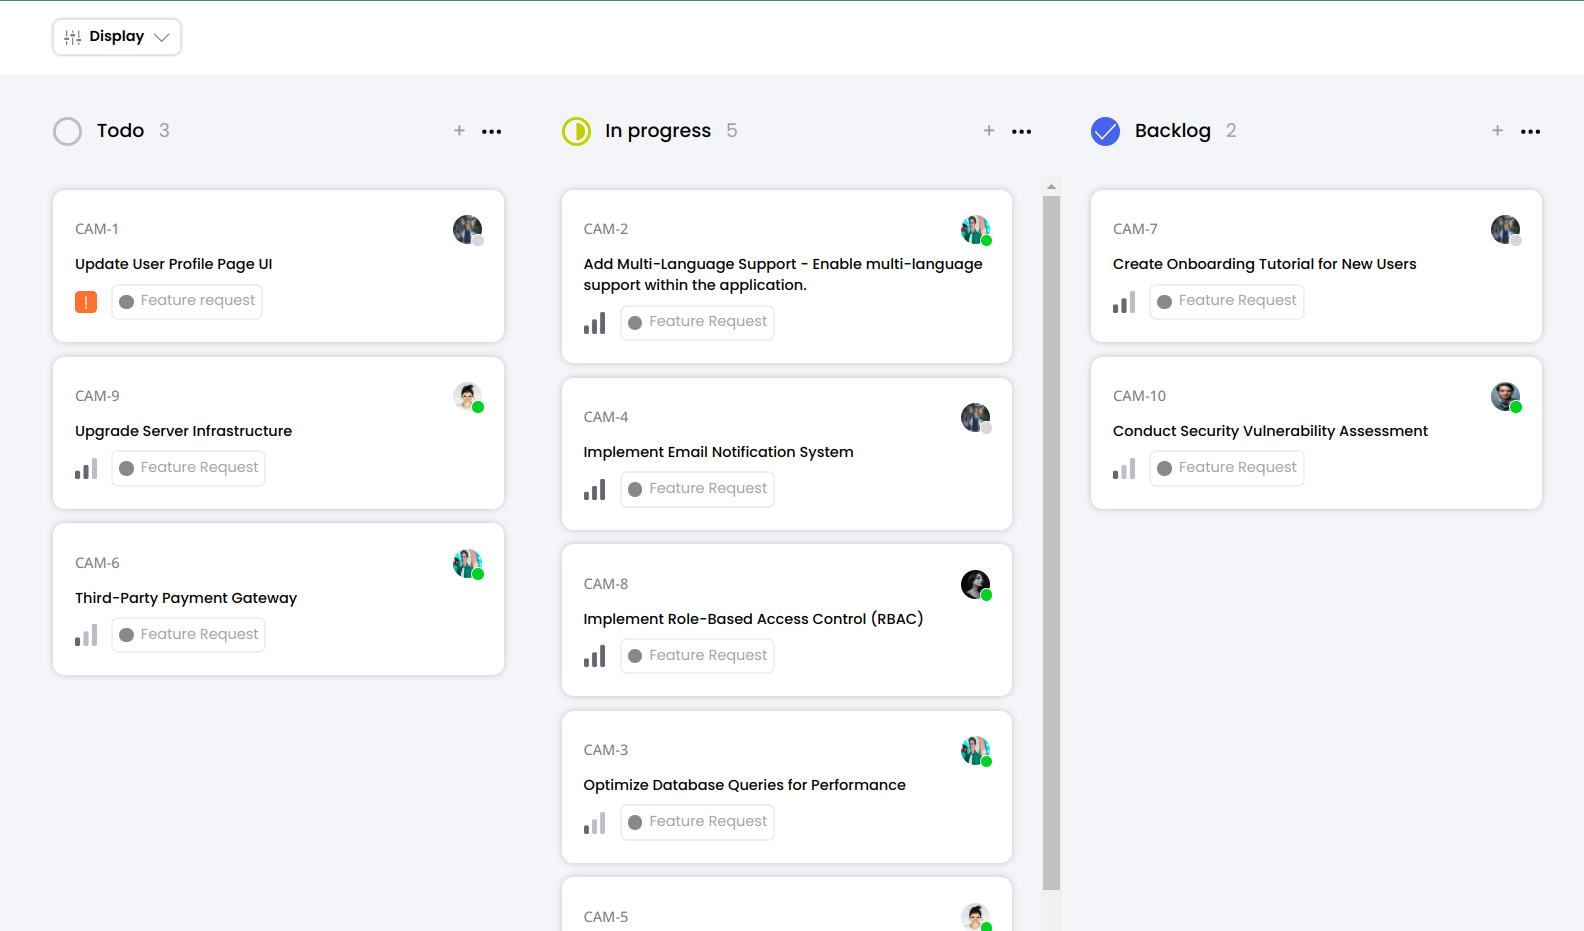 Display
Todo 3
+ •••
CAM-1
Update User Profile Page UI
! Feature request
CAM-9
Upgrade Server Infrastructure
Feature Request
CAM-6
Third-Party Payment Gateway
Feature Request
In progress 5
+ •••
CAM-2
Add Multi-Language Support - Enable multi-language
support within the application.
Feature Request
CAM-4
Implement Email Notification System
Feature Request
CAM-8
Implement Role-Based Access Control (RBAC)
Feature Request
CAM-3
Optimize Database Queries for Performance
Feature Request
CAM-5
Backlog 2
+ •••
CAM-7
Create Onboarding Tutorial for New Users
Feature Request
CAM-10
Conduct Security Vulnerability Assessment
Feature Request